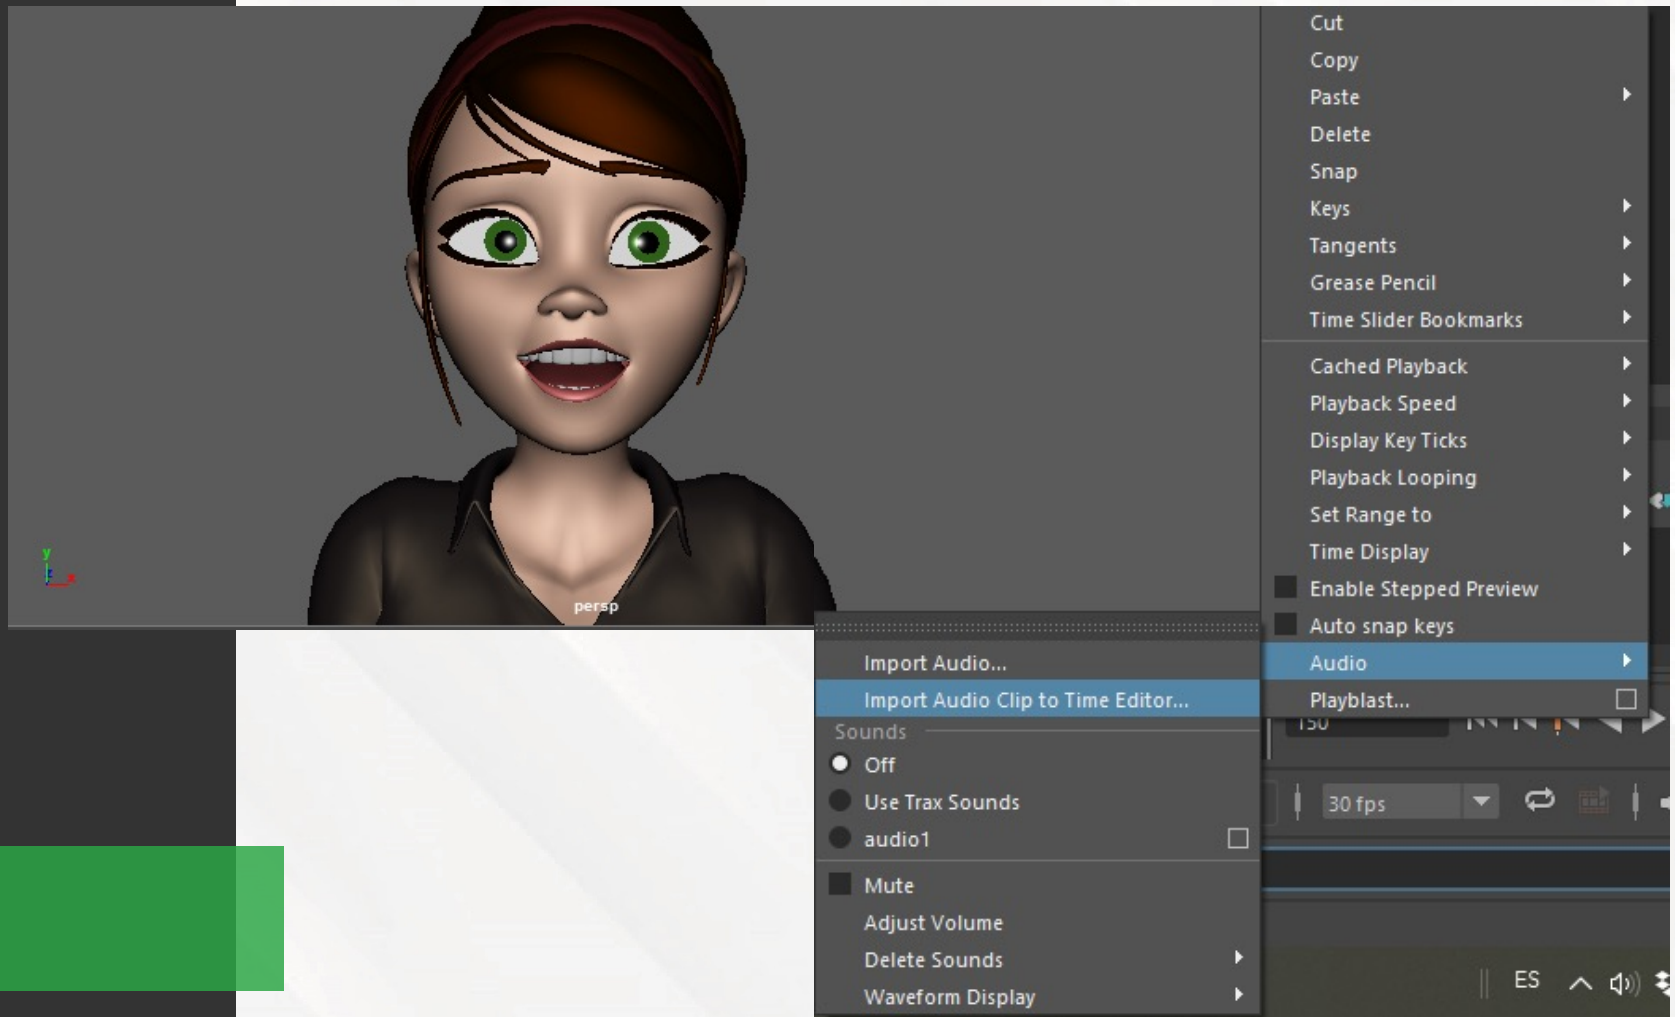 Cut
Copy
Paste
Delete
Snap
Keys
Tangents
Grease Pencil
Time Slider Bookmarks
Cached Playback
Playback Speed
Display Key Ticks
Playback Looping
Set Range to
Time Display
Enable Stepped Preview
Auto snap keys
Audio
Playblast...
y
x
persp
Import Audio...
Import Audio Clip to Time Editor...
Sounds
Off
Use Trax Sounds
audio1
Mute
Adjust Volume
Delete Sounds
Waveform Display
150
30 fps
ES